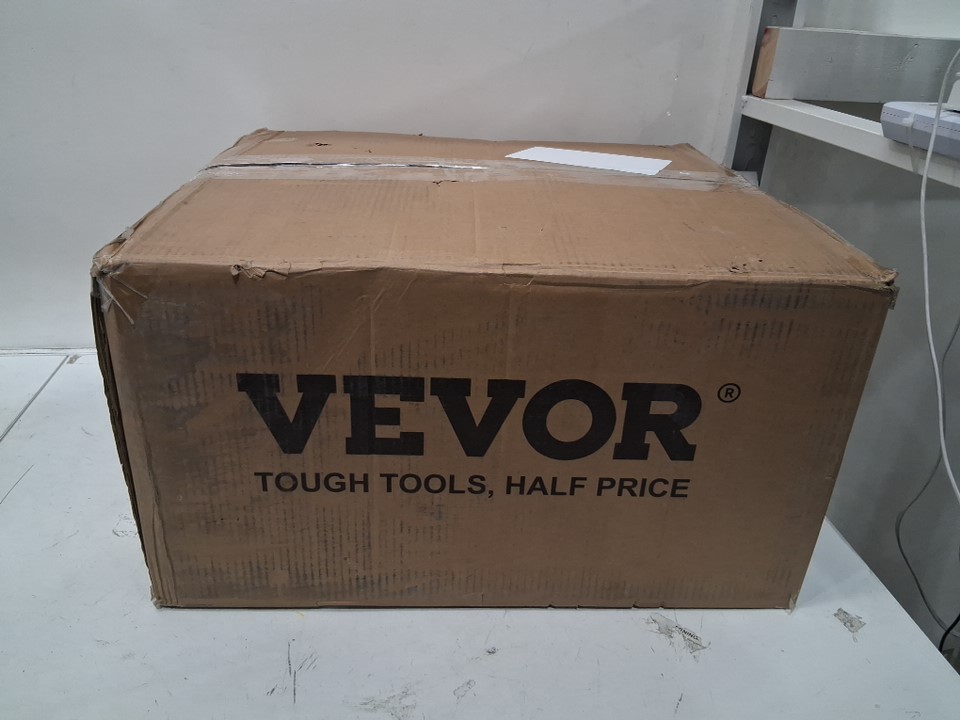 VEVOR®
TOUGH TOOLS, HALF PRICE